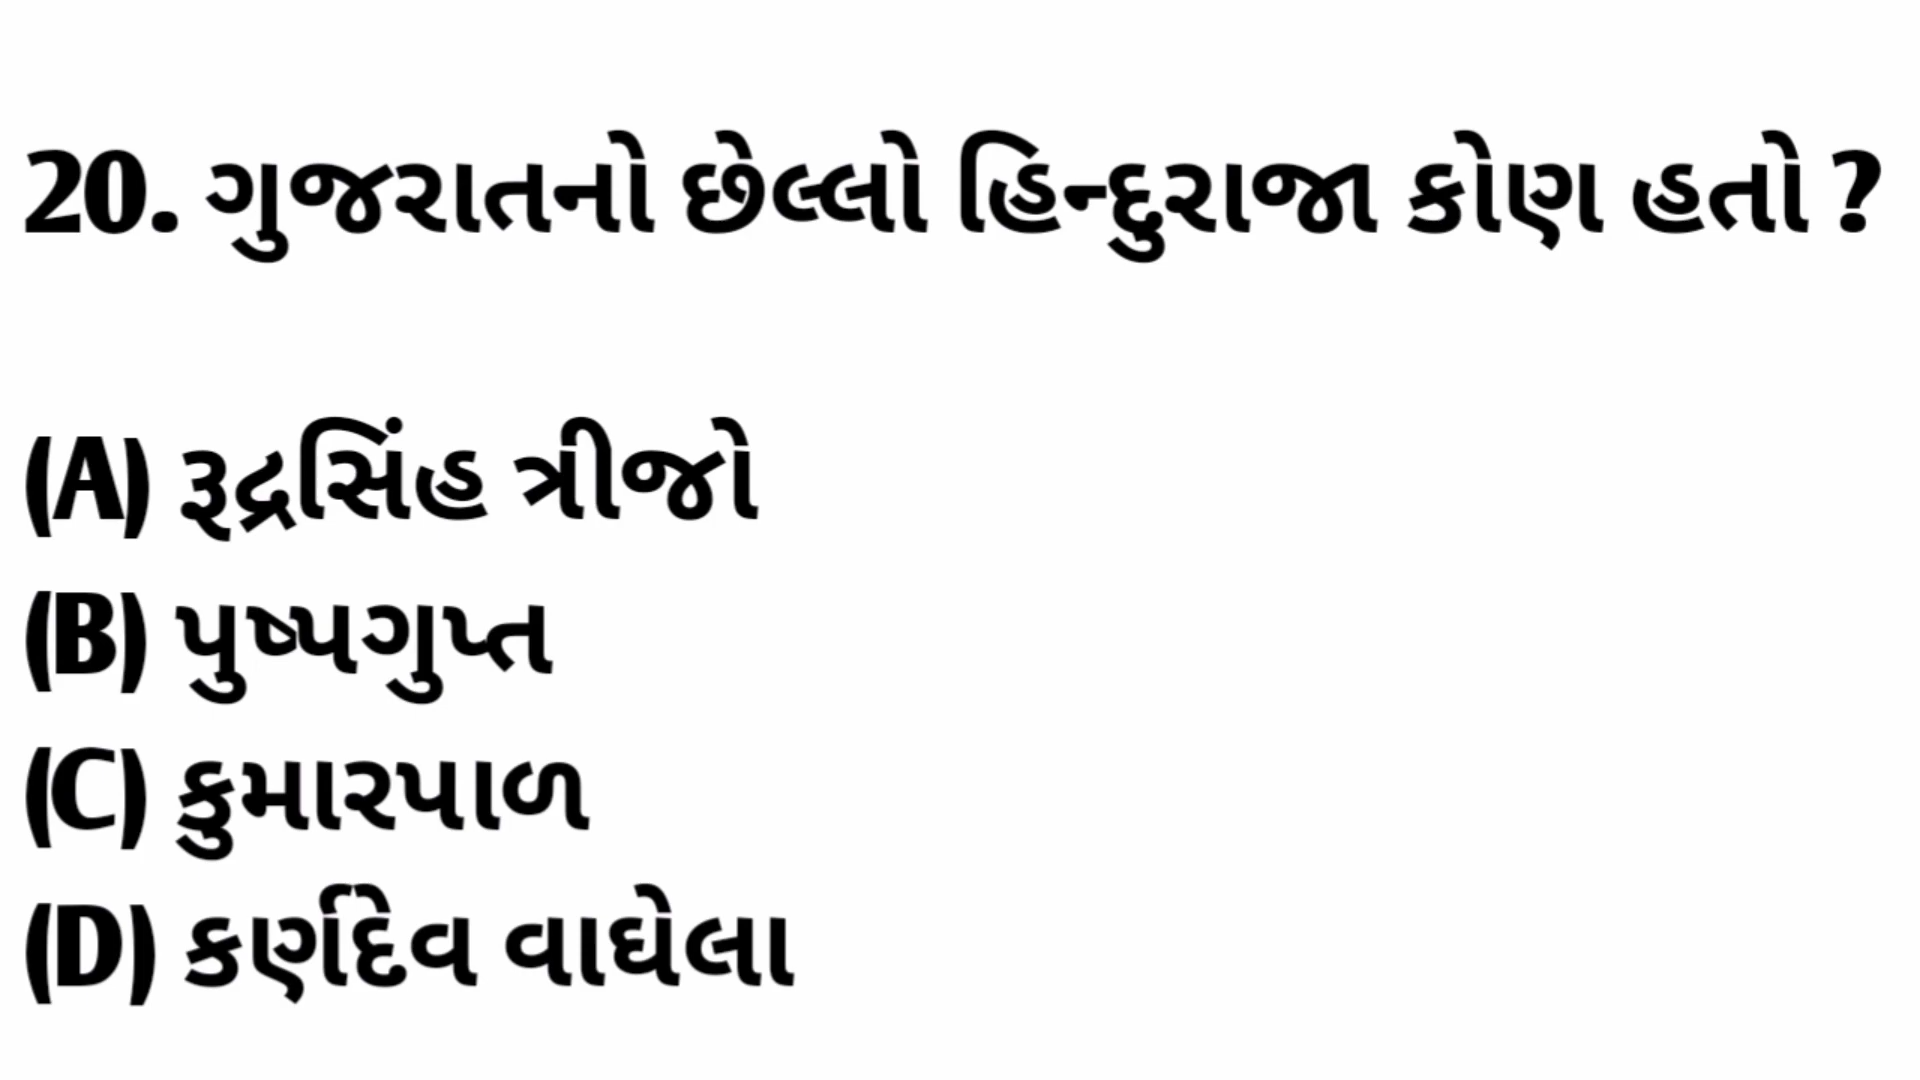 20. ગુજરાતનો છેલ્લો હિન્દુરાજા કોણ હતો ?
(A) રૂદ્રસિંહ ત્રીજો
(B) પુષ્પગુપ્ત
(C) કુમારપાળ
(D) કર્ણદેવ વાઘેલા